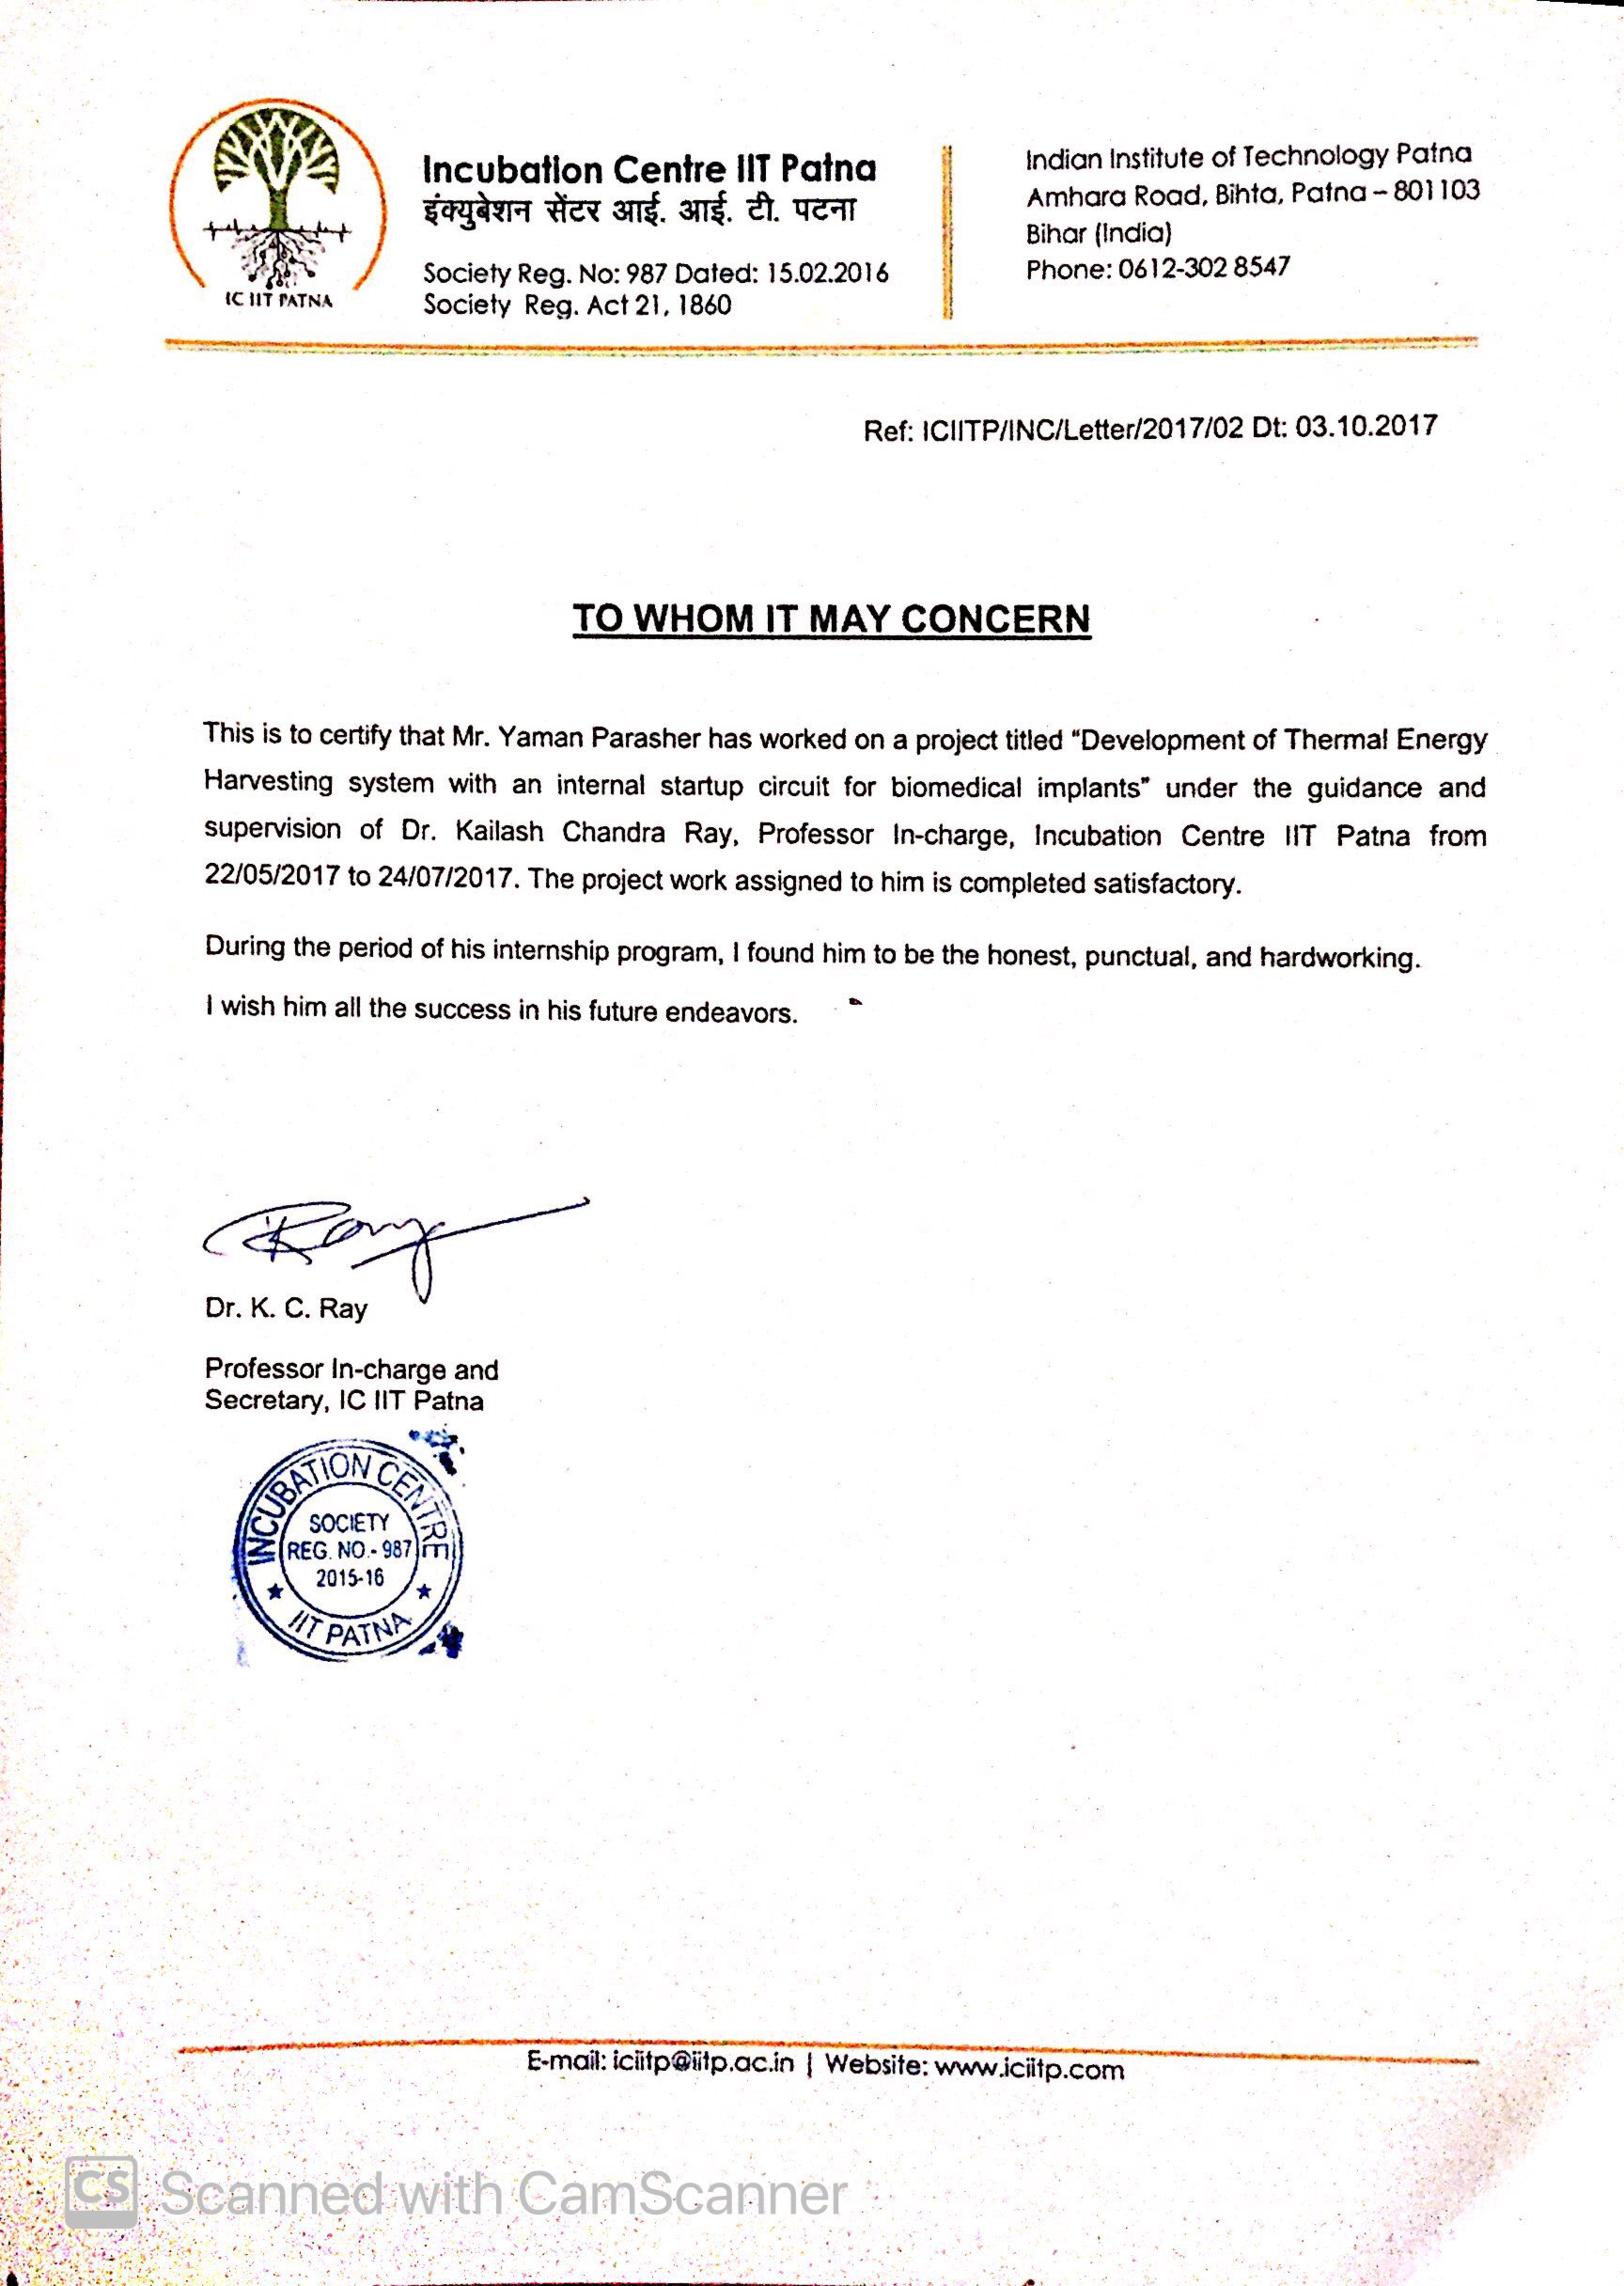 IC IIT PATNA
Incubation Centre IIT Patna
इंक्युबेशन सेंटर आई. आई. टी. पटना
Society Reg. No: 987 Dated: 15.02.2016
Society Reg. Act 21, 1860
Indian Institute of Technology Patna
Amhara Road, Bihta, Patna – 801103
Bihar (India)
Phone: 0612-302 8547
Ref: ICIITP/INC/Letter/2017/02 Dt: 03.10.2017
TO WHOM IT MAY CONCERN
This is to certify that Mr. Yaman Parasher has worked on a project titled "Development of Thermal Energy
Harvesting system with an internal startup circuit for biomedical implants" under the guidance and
supervision of Dr. Kailash Chandra Ray, Professor In-charge, Incubation Centre IIT Patna from
22/05/2017 to 24/07/2017. The project work assigned to him is completed satisfactory.
During the period of his internship program, I found him to be the honest, punctual, and hardworking.
I wish him all the success in his future endeavors.
KRay
Dr. K. C. Ray
Professor In-charge and
Secretary, IC IIT Patna
INCUBATION CENTRE
SOCIETY
REG. NO.- 987
2015-16
IIT PATNA
E-mail: iciitp@iitp.ac.in | Website: www.iciitp.com
CS Scanned with CamScanner